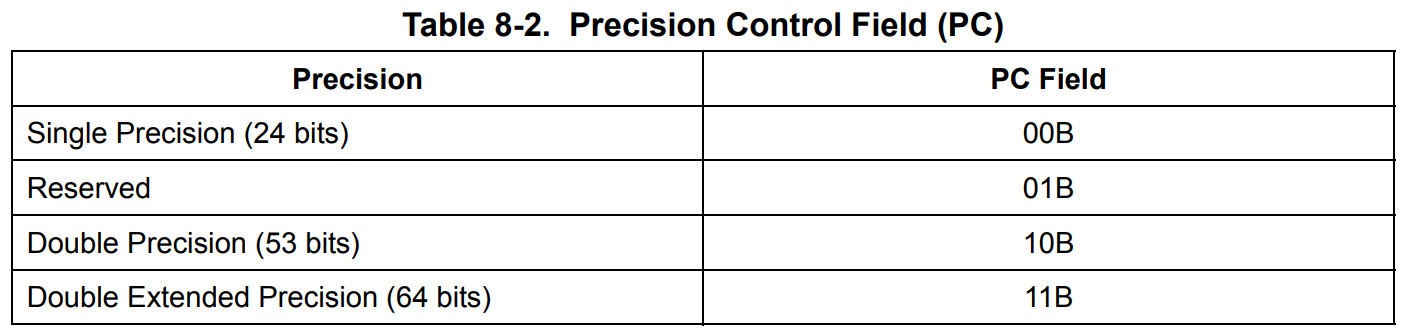 Table 8-2. Precision Control Field (PC)
Precision PC Field
Single Precision (24 bits) 00B
Reserved 01B
Double Precision (53 bits) 10B
Double Extended Precision (64 bits) 11B